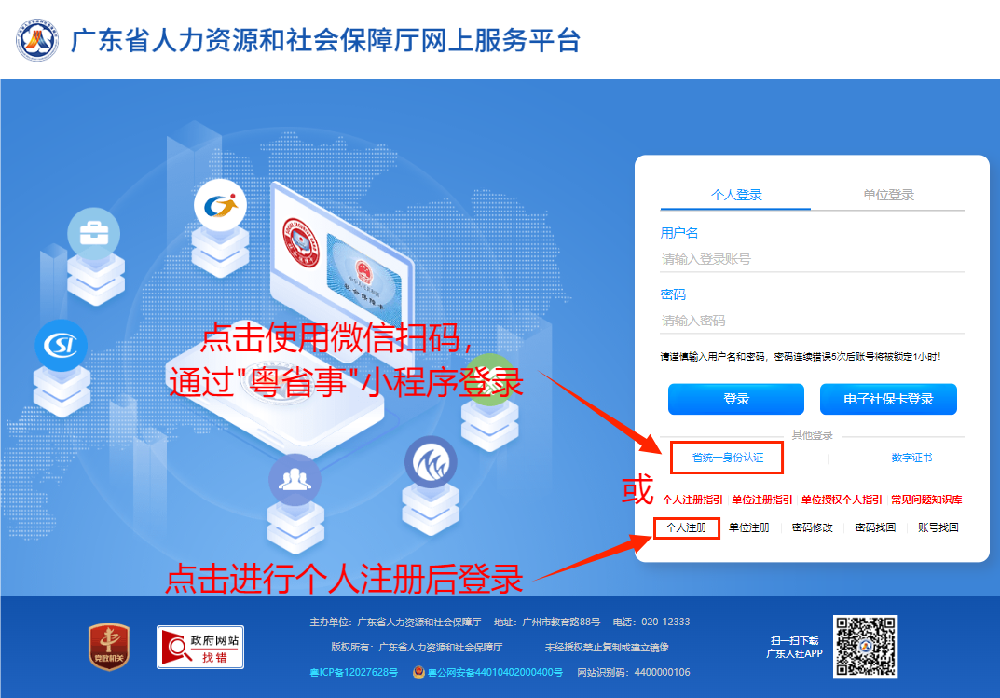 广东省人力资源和社会保障厅网上服务平台
个人登录 单位登录
用户名
请输入登录账号
密码
请输入密码
请谨慎输入用户名和密码，密码连续错误5次后账号将被锁定1小时！
登录 电子社保卡登录
其他登录
省统一身份认证 数字证书
点击使用微信扫码，
通过"粤省事"小程序登录
或
个人注册指引 单位注册指引 单位授权个人指引 常见问题知识库
个人注册 单位注册 密码修改 密码找回 账号找回
点击进行个人注册后登录
社会保障卡
党政机关
政府网站
找错
主办单位：广东省人力资源和社会保障厅 地址：广州市教育路88号 电话：020-12333
版权所有：广东省人力资源和社会保障厅 未经授权禁止复制或建立镜像
粤ICP备12027628号 粤公网安备44010402000400号 网站识别码：4400000106
扫一扫下载
广东人社APP